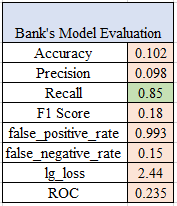 Bank's Model Evaluation
Accuracy 0.102
Precision 0.098
Recall 0.85
F1 Score 0.18
false_positive_rate 0.993
false_negative_rate 0.15
lg_loss 2.44
ROC 0.235